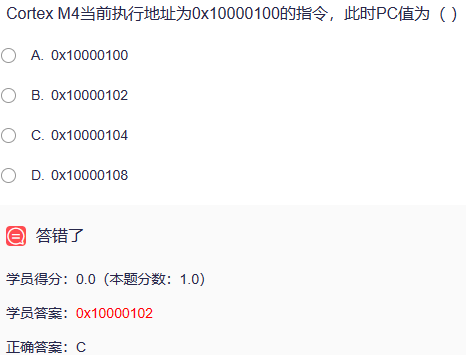 Cortex M4当前执行地址为0x10000100的指令，此时PC值为（ ）
A. 0x10000100
B. 0x10000102
C. 0x10000104
D. 0x10000108
答错了
学员得分：0.0（本题分数：1.0）
学员答案：0x10000102
正确答案：C